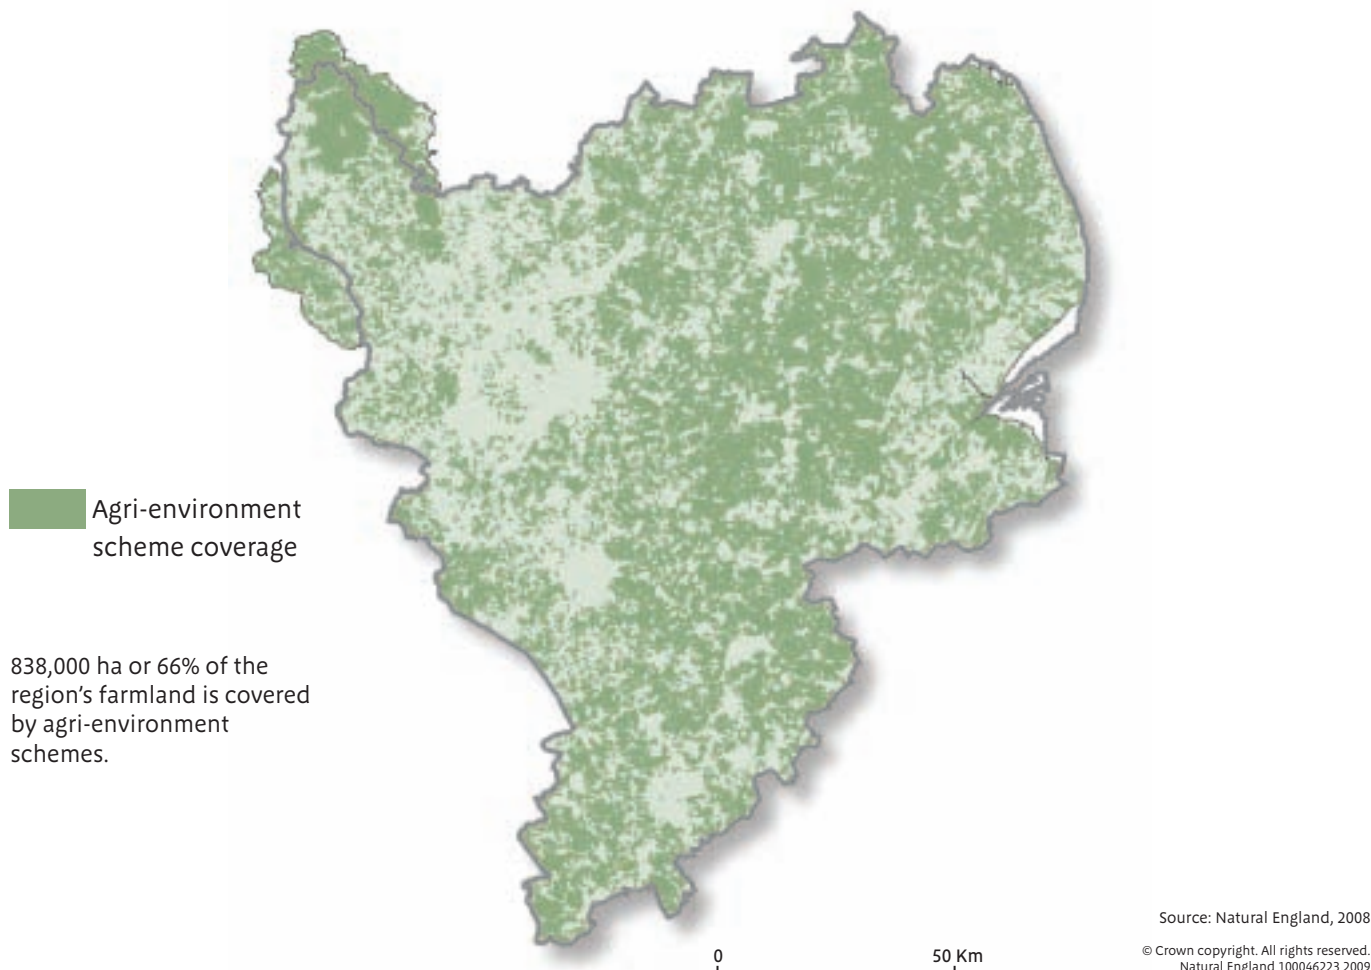 Agri-environment
scheme coverage
838,000 ha or 66% of the
region’s farmland is covered
by agri-environment
schemes.
0 50 Km
Source: Natural England, 2008
© Crown copyright. All rights reserved.
Natural England 100046223 2009